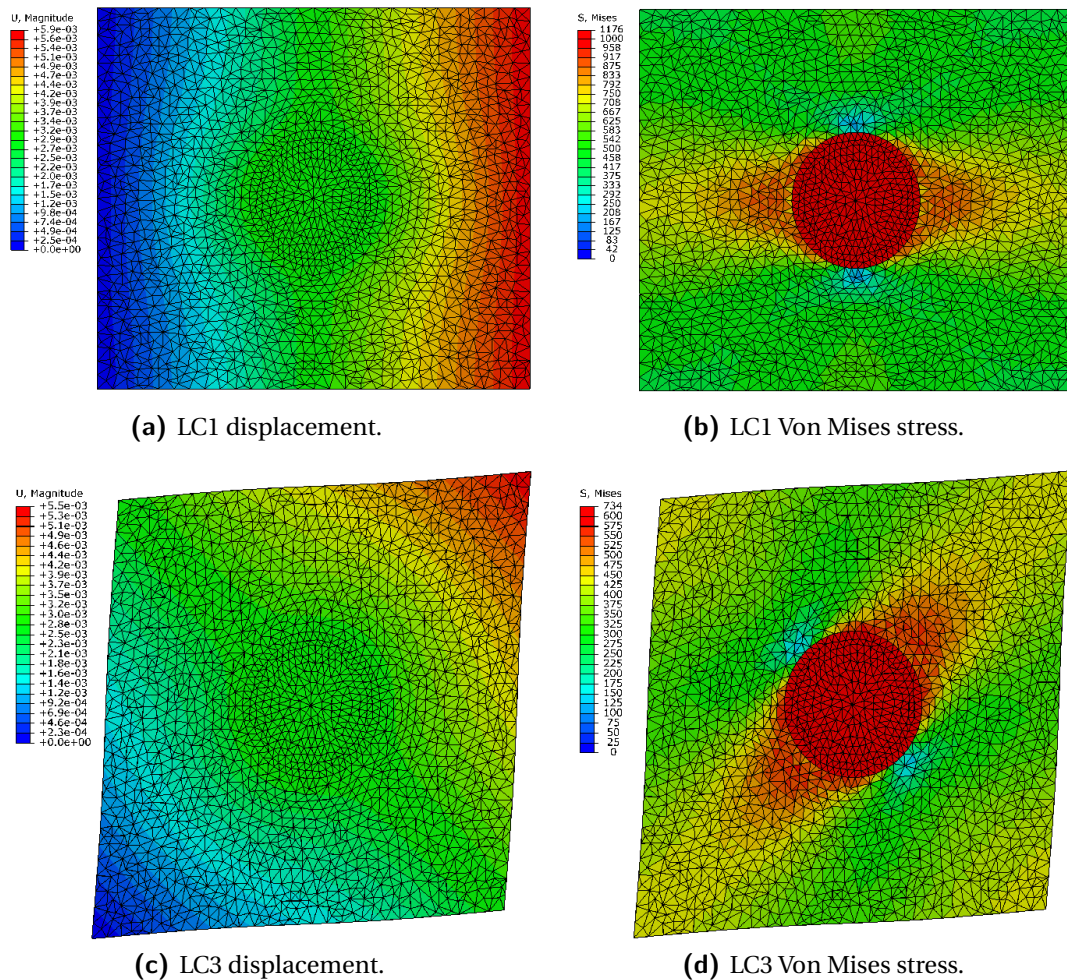 U, Magnitude
+5.9e-03
+5.6e-03
+5.4e-03
+5.1e-03
+4.9e-03
+4.6e-03
+4.4e-03
+4.2e-03
+3.9e-03
+3.7e-03
+3.4e-03
+3.2e-03
+2.9e-03
+2.7e-03
+2.5e-03
+2.2e-03
+2.0e-03
+1.7e-03
+1.5e-03
+1.2e-03
+9.8e-04
+7.4e-04
+4.9e-04
+2.5e-04
+0.0e+00
S, Mises
1176
1000
958
917
875
833
792
750
708
667
625
583
542
500
458
417
375
333
292
250
208
167
125
83
42
0
(a) LC1 displacement.
(b) LC1 Von Mises stress.
U, Magnitude
+5.5e-03
+5.3e-03
+5.1e-03
+4.9e-03
+4.6e-03
+4.4e-03
+4.2e-03
+3.9e-03
+3.7e-03
+3.5e-03
+3.2e-03
+3.0e-03
+2.8e-03
+2.5e-03
+2.3e-03
+2.1e-03
+1.8e-03
+1.6e-03
+1.4e-03
+1.2e-03
+9.2e-04
+6.9e-04
+4.6e-04
+2.3e-04
+0.0e+00
S, Mises
734
600
575
550
525
500
475
450
425
400
375
350
325
300
275
250
225
200
175
150
125
100
75
50
25
0
(c) LC3 displacement.
(d) LC3 Von Mises stress.